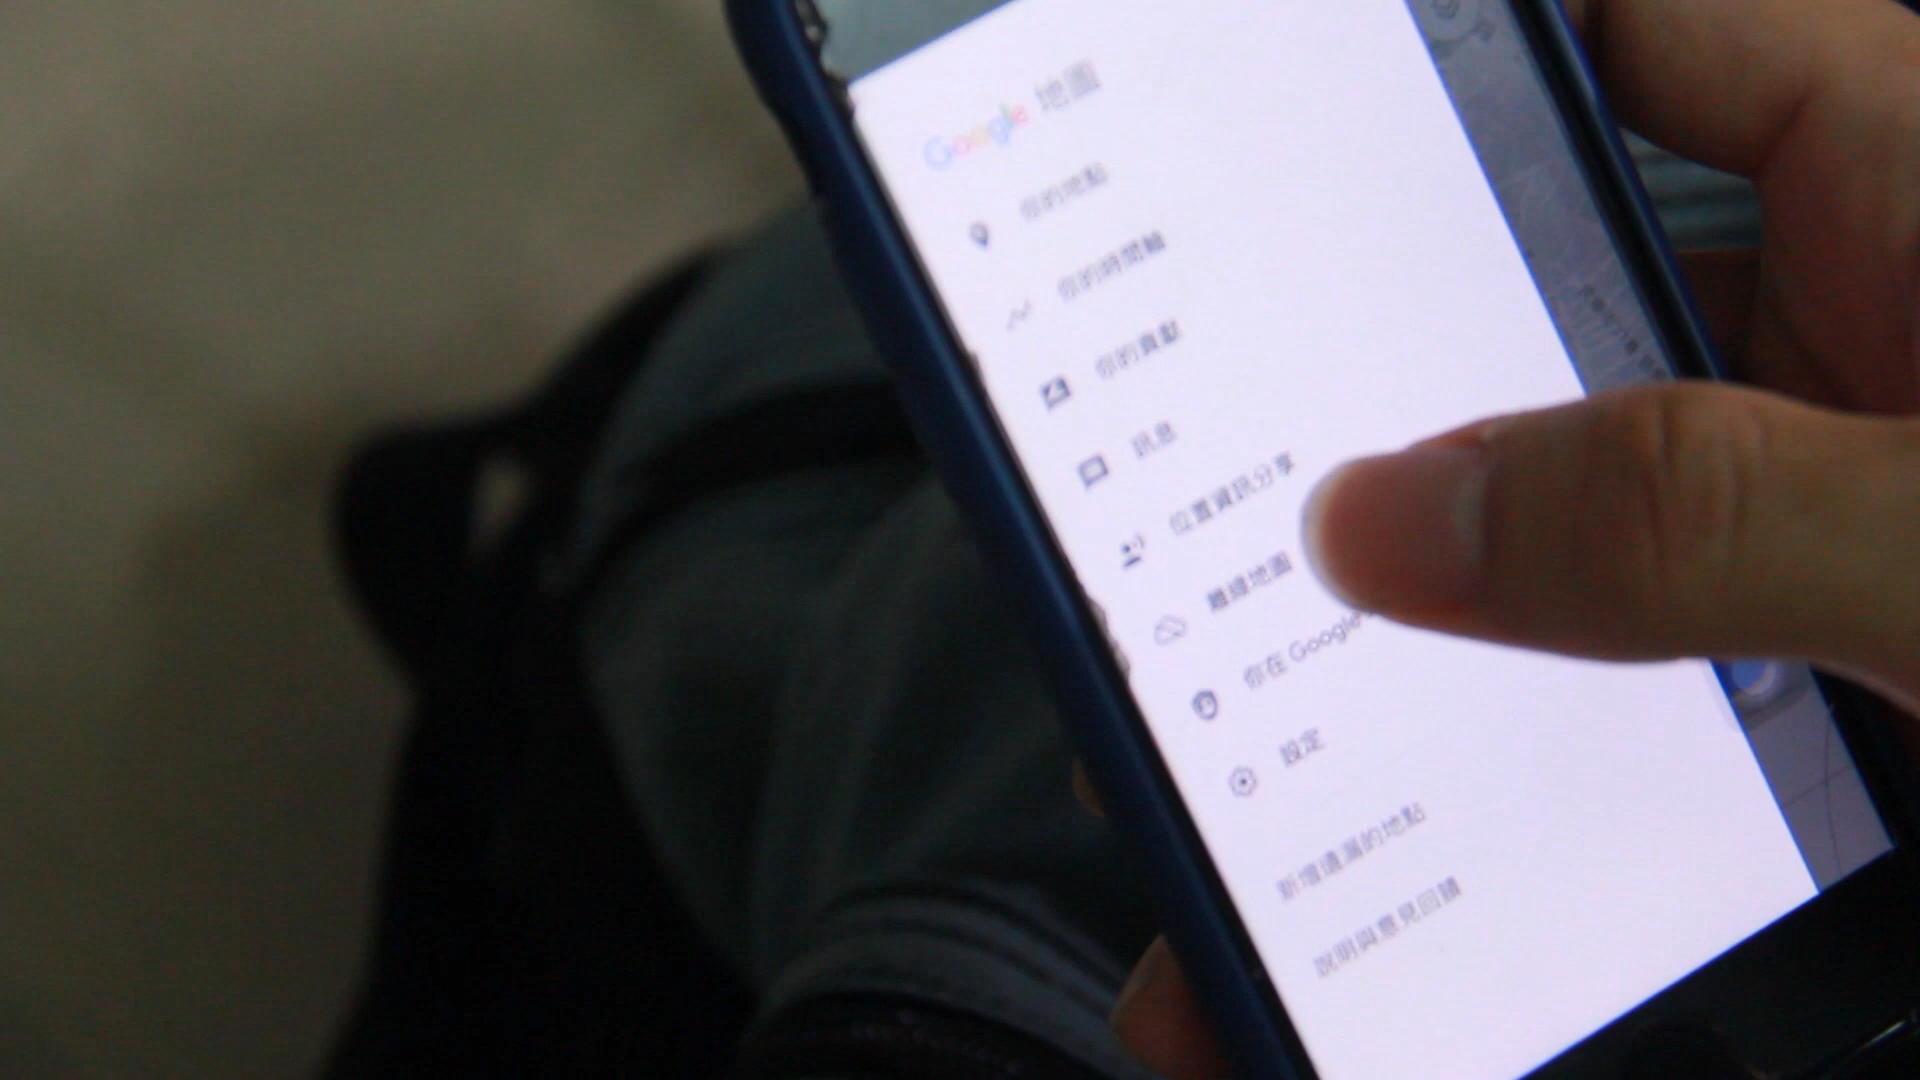 Google 地圖
你的地點
你的時間軸
你的貢獻
訊息
位置資訊分享
離線地圖
你在 Google
設定
新增遺漏的地點
說明與意見回饋